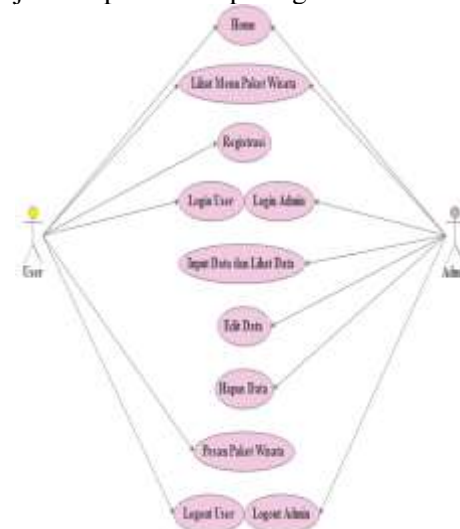 Home
Lihat Menu Paket Wisata
Registrasi
Login User Login Admin
Input Data dan Lihat Data
User
Edit Data
Hapus Data
Pesan Paket Wisata
Logout User Logout Admin